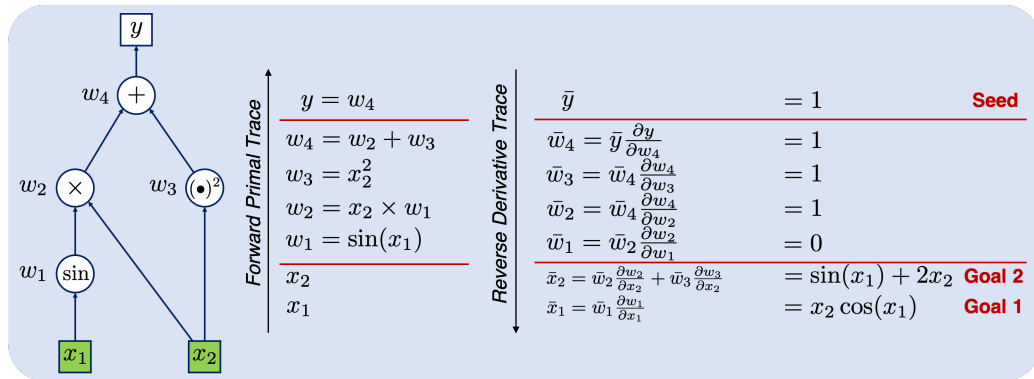 y
w₄ +
w₂ × w₃ (•)²
w₁ sin
x₁ x₂
Forward Primal Trace
y = w₄
w₄ = w₂ + w₃
w₃ = x₂²
w₂ = x₂ × w₁
w₁ = sin(x₁)
x₂
x₁
Reverse Derivative Trace
ȳ = 1 Seed
w̄₄ = ȳ ∂y/∂w₄ = 1
w̄₃ = w̄₄ ∂w₄/∂w₃ = 1
w̄₂ = w̄₄ ∂w₄/∂w₂ = 1
w̄₁ = w̄₂ ∂w₂/∂w₁ = 0
x̄₂ = w̄₂ ∂w₂/∂x₂ + w̄₃ ∂w₃/∂x₂ = sin(x₁) + 2x₂ Goal 2
x̄₁ = w̄₁ ∂w₁/∂x₁ = x₂ cos(x₁) Goal 1